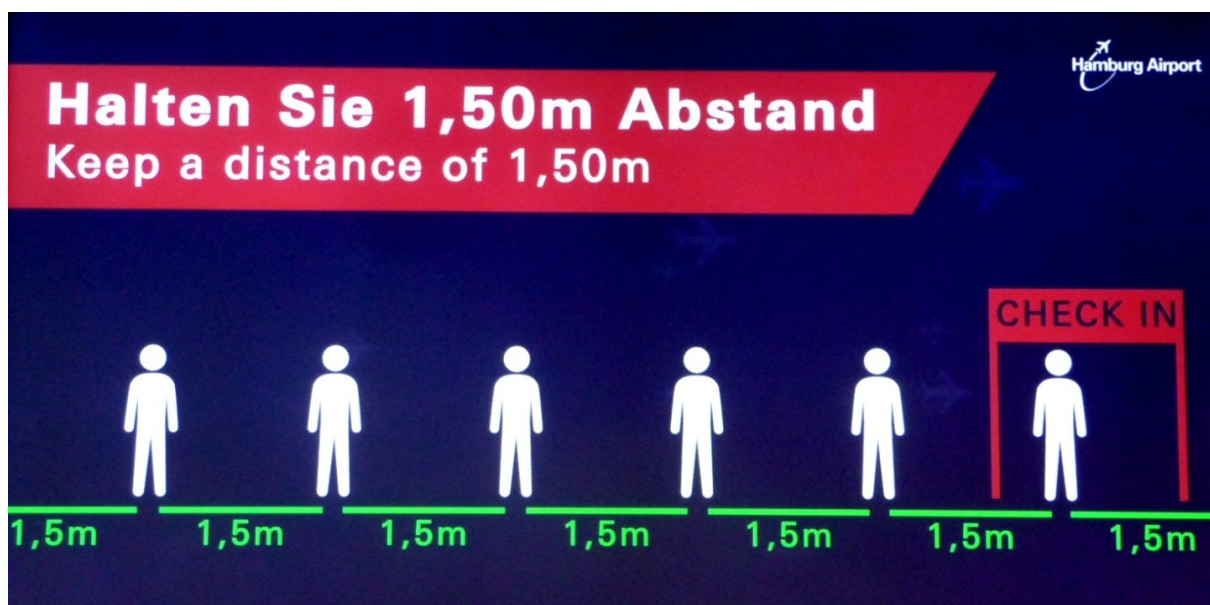 Hamburg Airport
Halten Sie 1,50m Abstand
Keep a distance of 1,50m
CHECK IN
1,5m 1,5m 1,5m 1,5m 1,5m 1,5m 1,5m